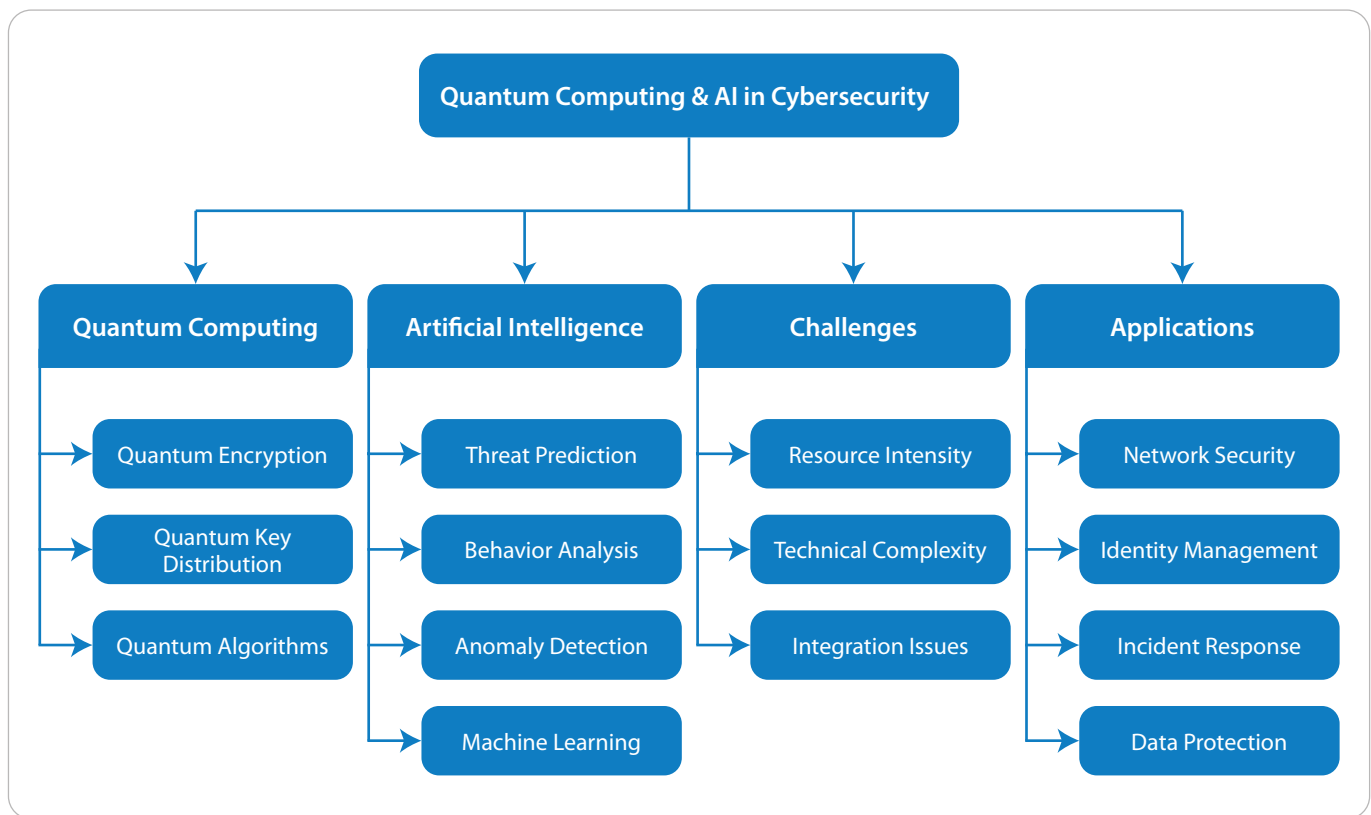 Quantum Computing & AI in Cybersecurity
Quantum Computing
Quantum Encryption
Quantum Key
Distribution
Quantum Algorithms
Artificial Intelligence
Threat Prediction
Behavior Analysis
Anomaly Detection
Machine Learning
Challenges
Resource Intensity
Technical Complexity
Integration Issues
Applications
Network Security
Identity Management
Incident Response
Data Protection